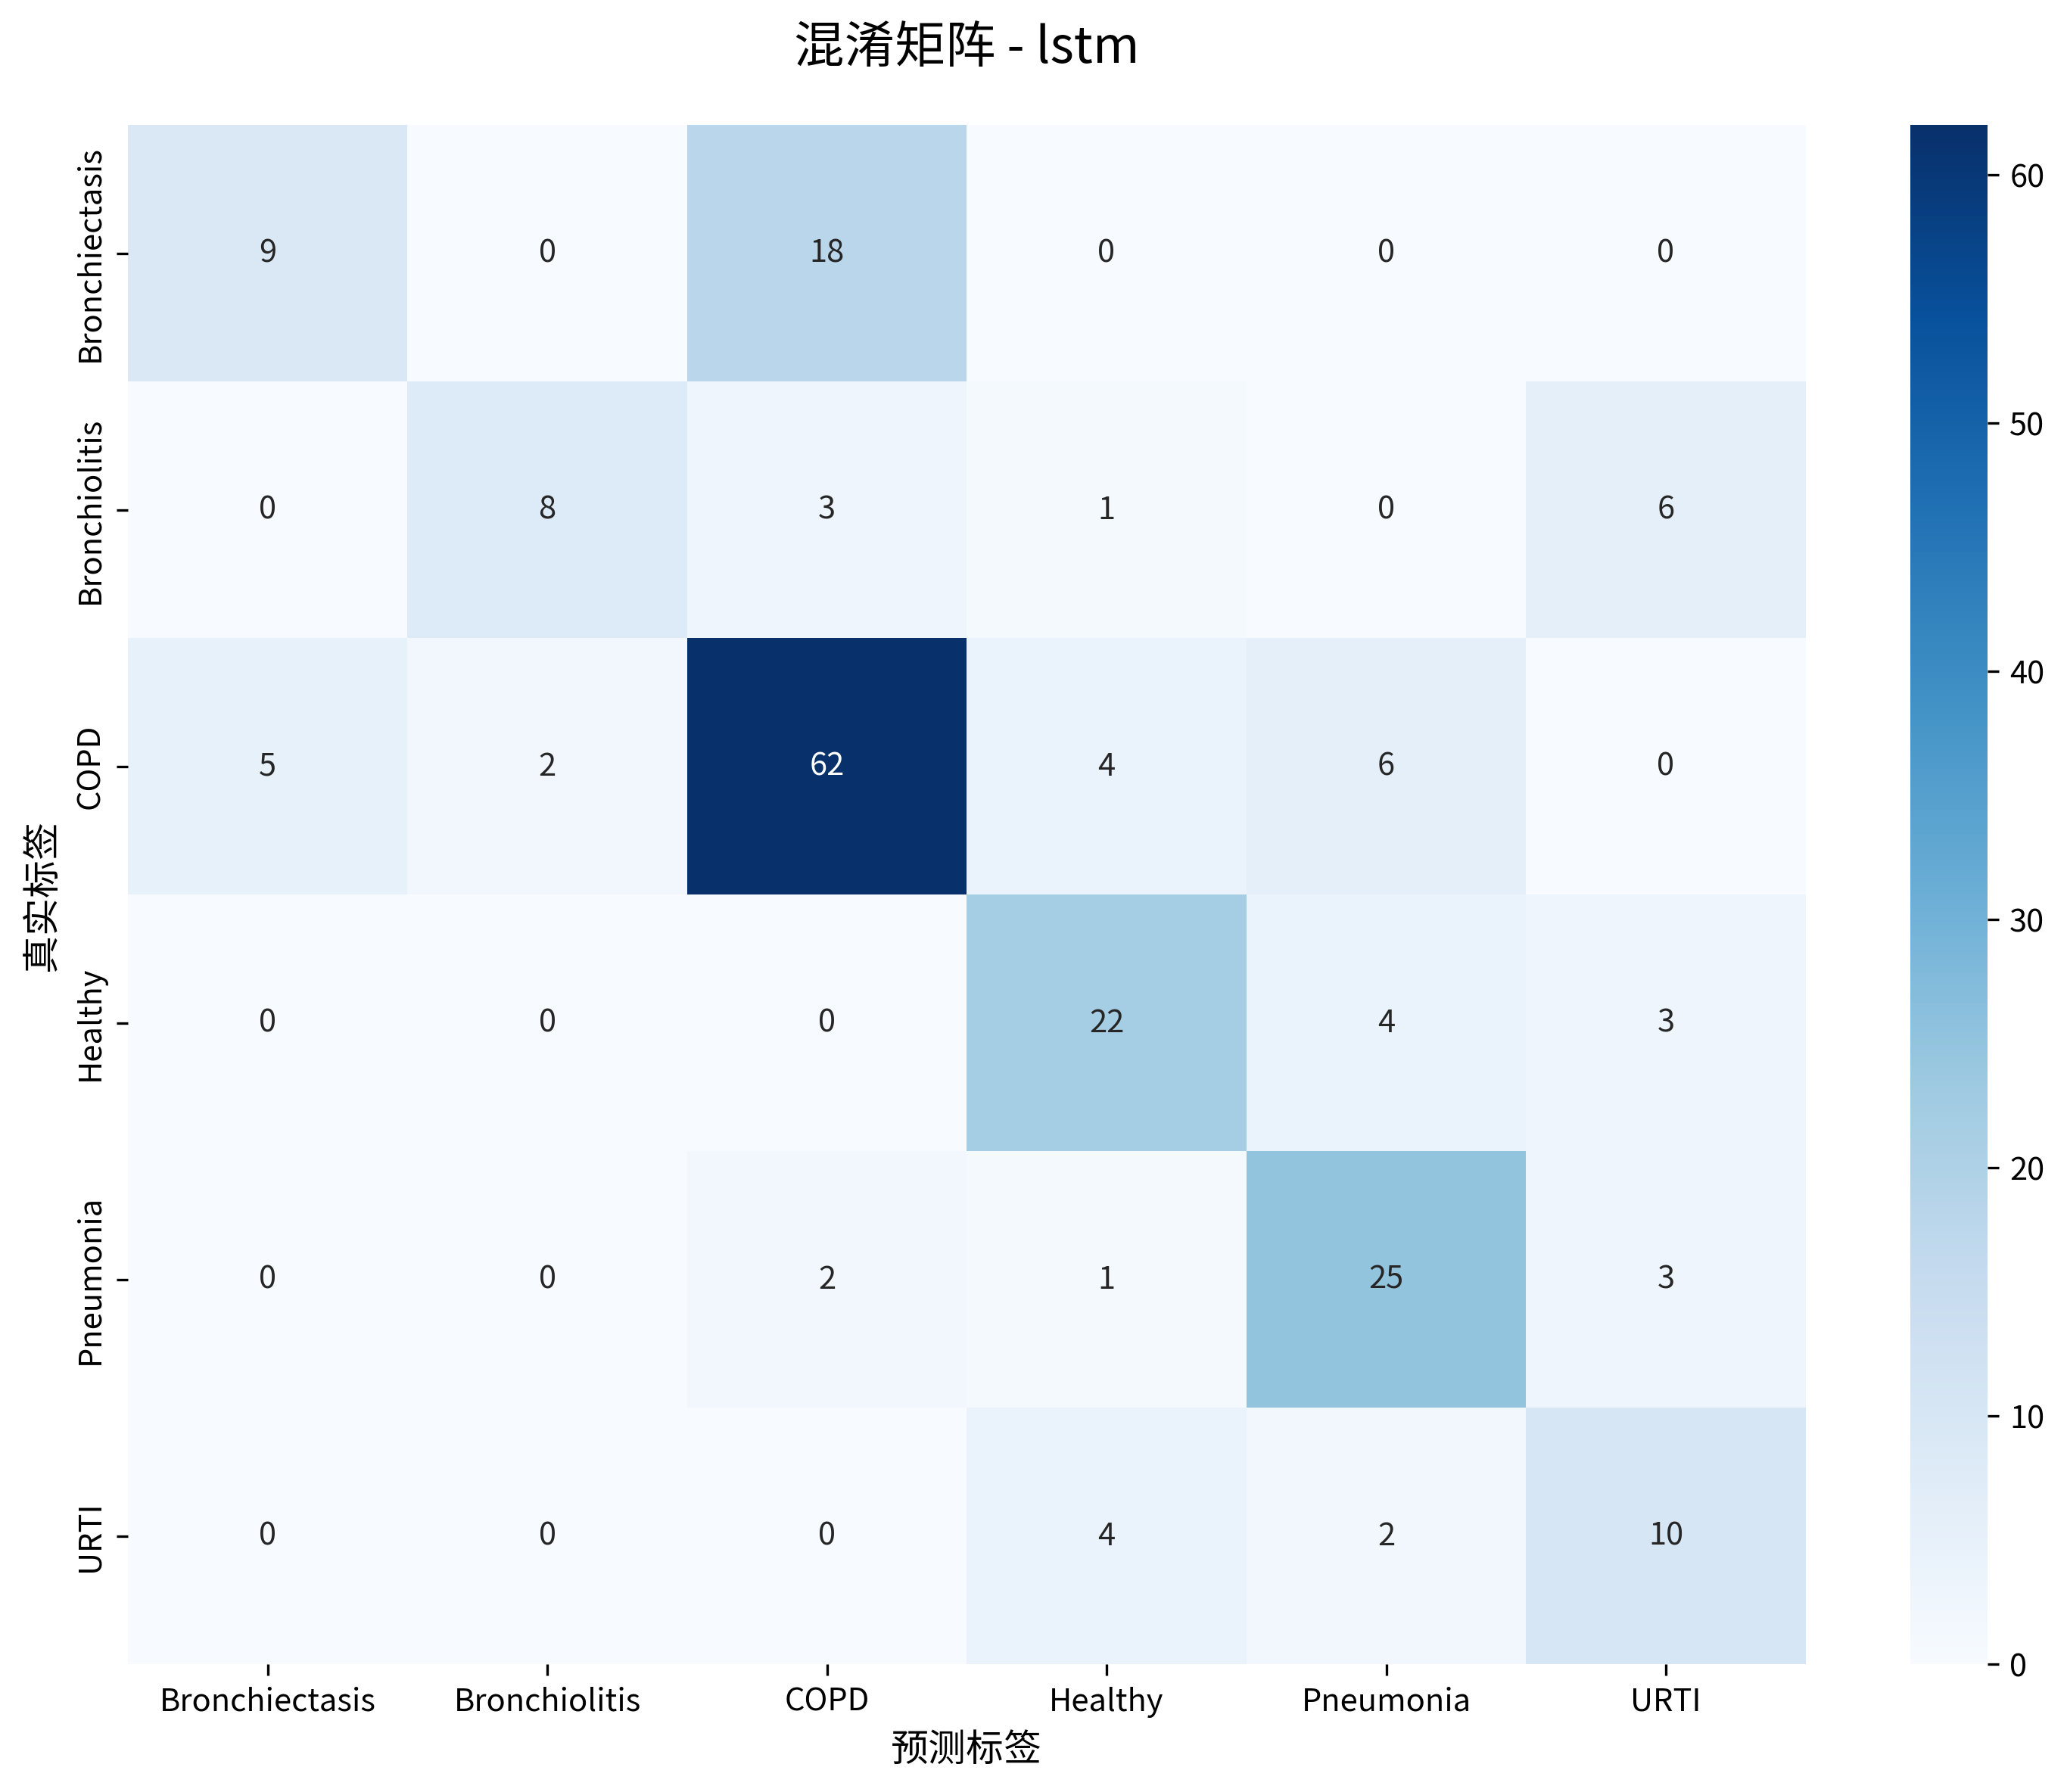 混淆矩阵 - lstm
真实标签
Bronchiectasis 9 0 18 0 0 0
Bronchiolitis 0 8 3 1 0 6
COPD 5 2 62 4 6 0
Healthy 0 0 0 22 4 3
Pneumonia 0 0 2 1 25 3
URTI 0 0 0 4 2 10
Bronchiectasis Bronchiolitis COPD Healthy Pneumonia URTI
预测标签
60
50
40
30
20
10
0